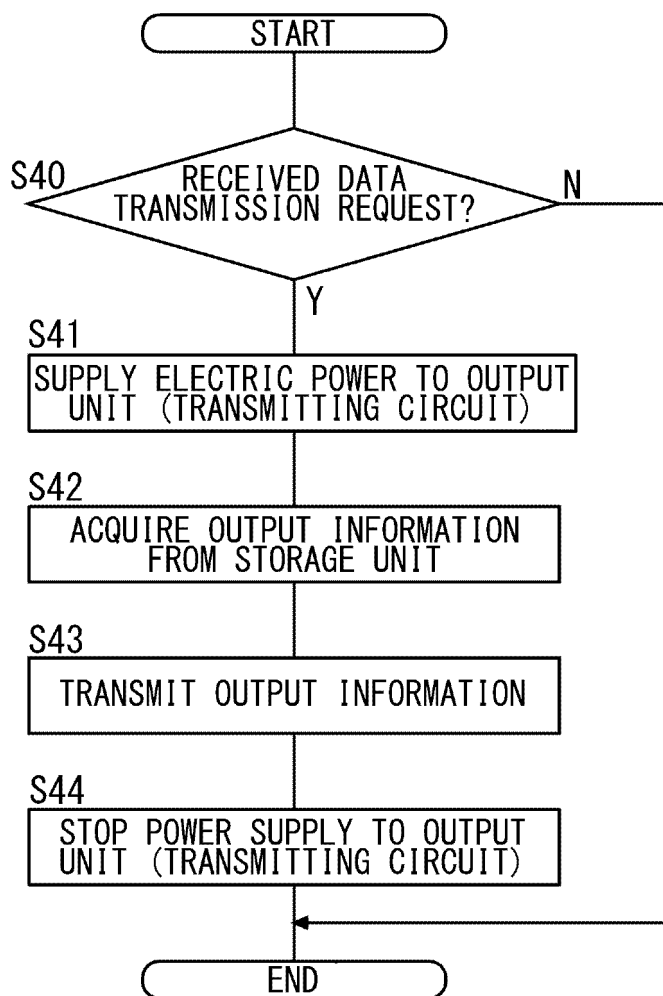 START
S40
RECEIVED DATA
TRANSMISSION REQUEST?
N
Y
S41
SUPPLY ELECTRIC POWER TO OUTPUT
UNIT (TRANSMITTING CIRCUIT)
S42
ACQUIRE OUTPUT INFORMATION
FROM STORAGE UNIT
S43
TRANSMIT OUTPUT INFORMATION
S44
STOP POWER SUPPLY TO OUTPUT
UNIT (TRANSMITTING CIRCUIT)
END